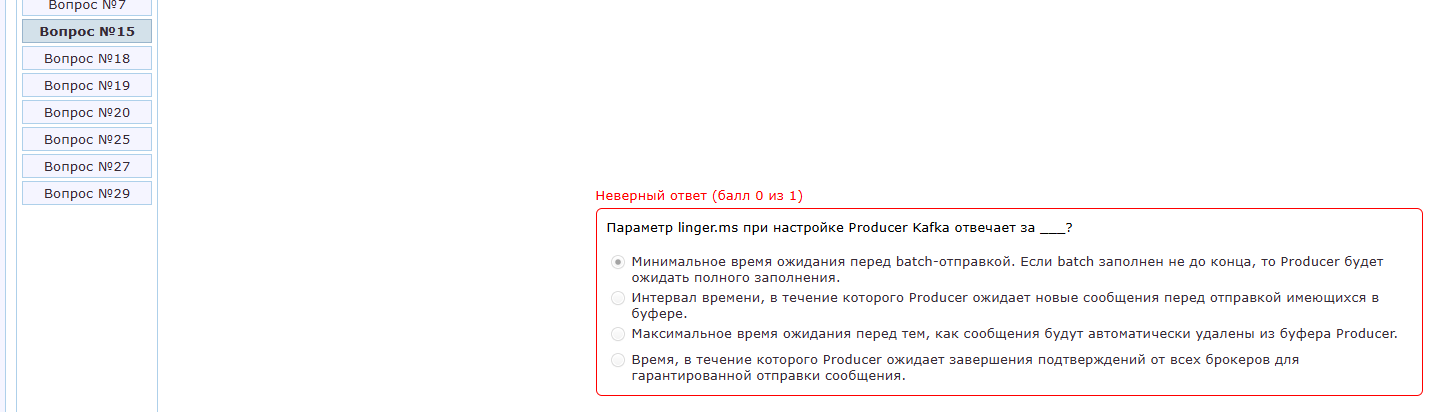 Вопрос №7
Вопрос №15
Вопрос №18
Вопрос №19
Вопрос №20
Вопрос №25
Вопрос №27
Вопрос №29
Неверный ответ (балл 0 из 1)
Параметр linger.ms при настройке Producer Kafka отвечает за ___?
Минимальное время ожидания перед batch-отправкой. Если batch заполнен не до конца, то Producer будет
ожидать полного заполнения.
Интервал времени, в течение которого Producer ожидает новые сообщения перед отправкой имеющихся в
буфере.
Максимальное время ожидания перед тем, как сообщения будут автоматически удалены из буфера Producer.
Время, в течение которого Producer ожидает завершения подтверждений от всех брокеров для
гарантированной отправки сообщения.